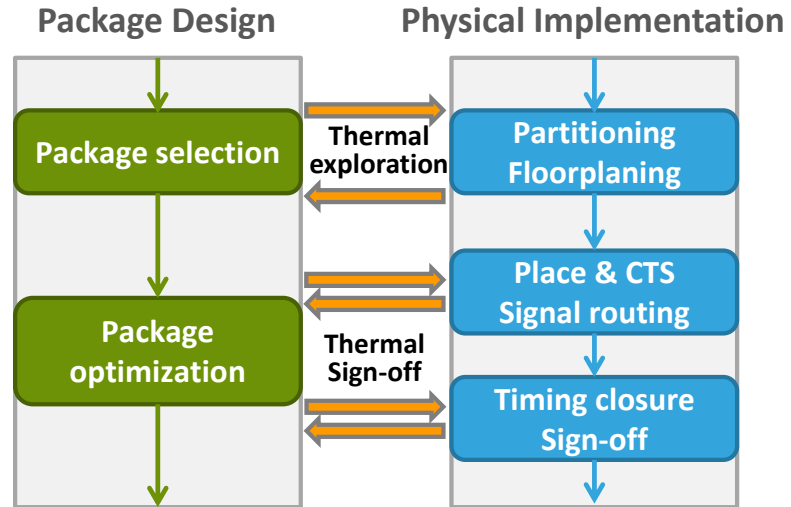 Package Design
Physical Implementation
Package selection
Thermal
exploration
Partitioning
Floorplaning
Place & CTS
Signal routing
Package
optimization
Thermal
Sign-off
Timing closure
Sign-off